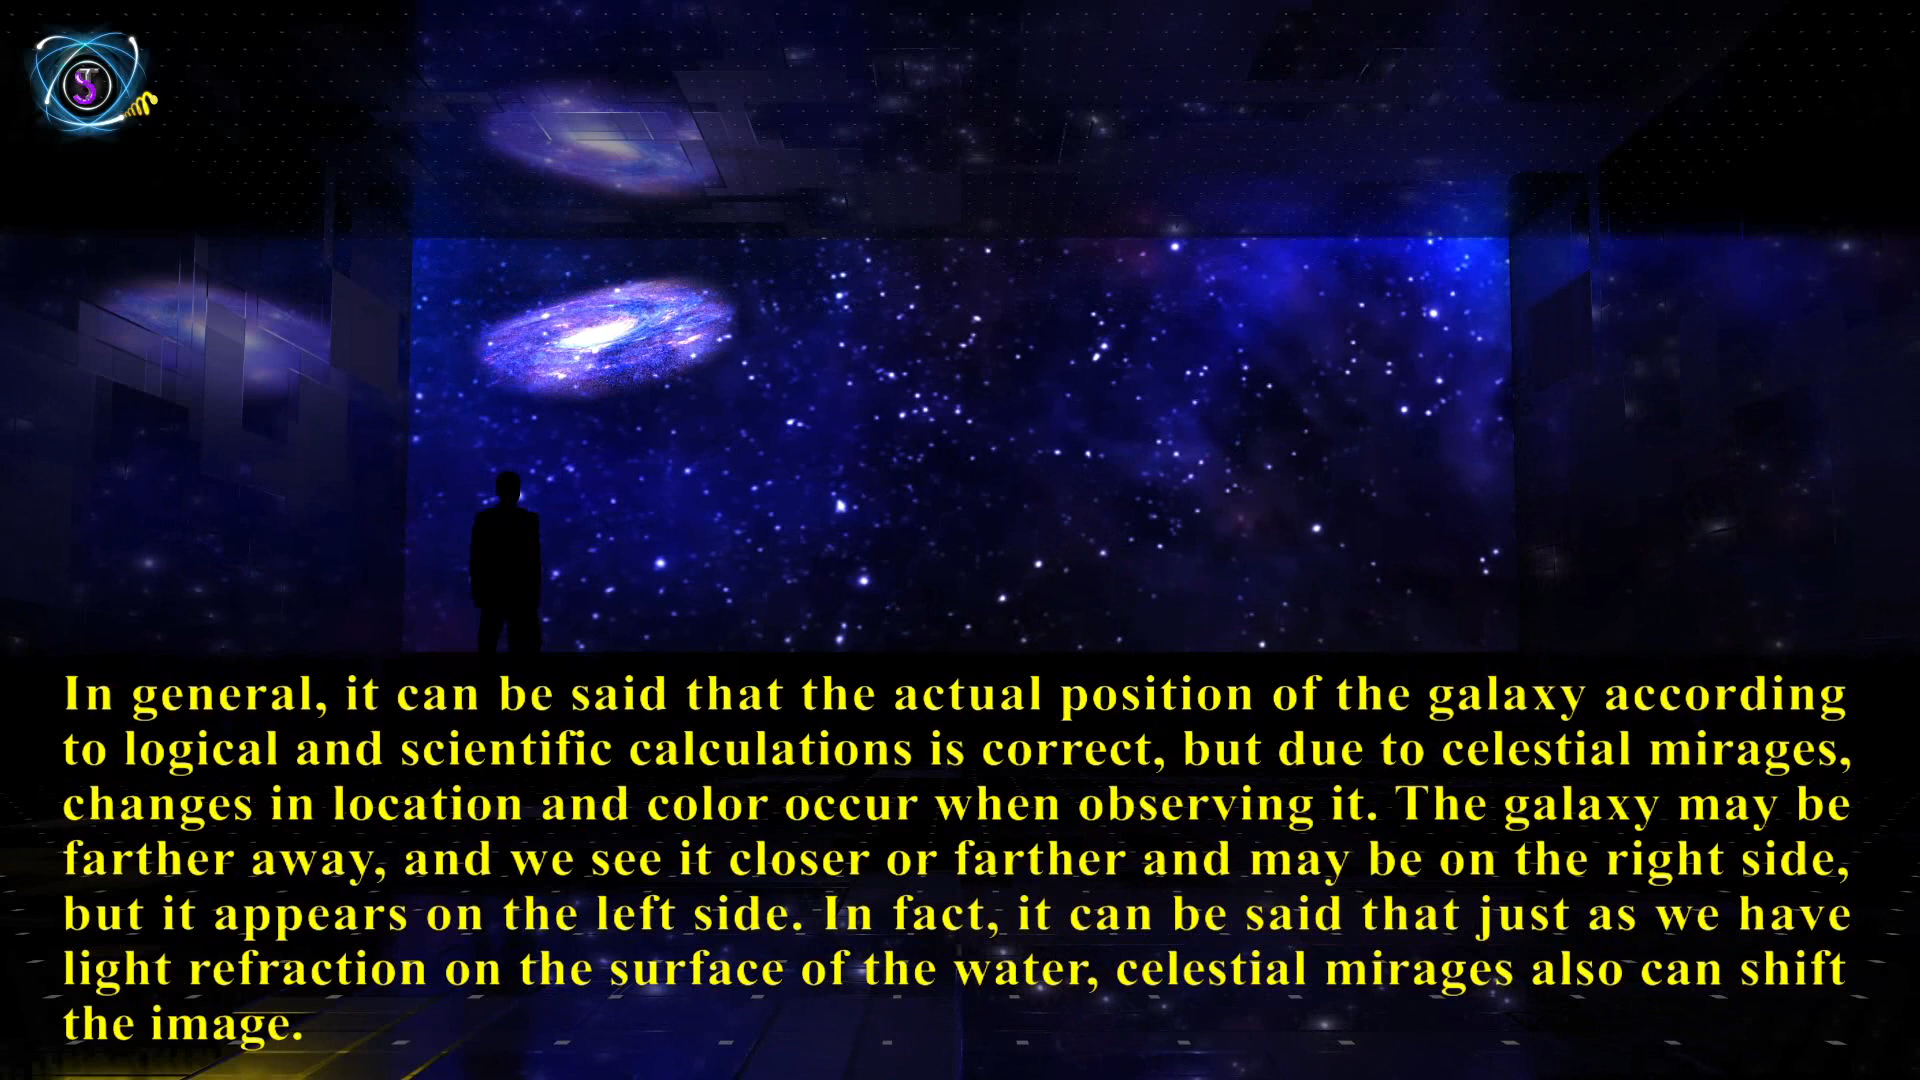 In general, it can be said that the actual position of the galaxy according
to logical and scientific calculations is correct, but due to celestial mirages,
changes in location and color occur when observing it. The galaxy may be
farther away, and we see it closer or farther and may be on the right side,
but it appears on the left side. In fact, it can be said that just as we have
light refraction on the surface of the water, celestial mirages also can shift
the image.